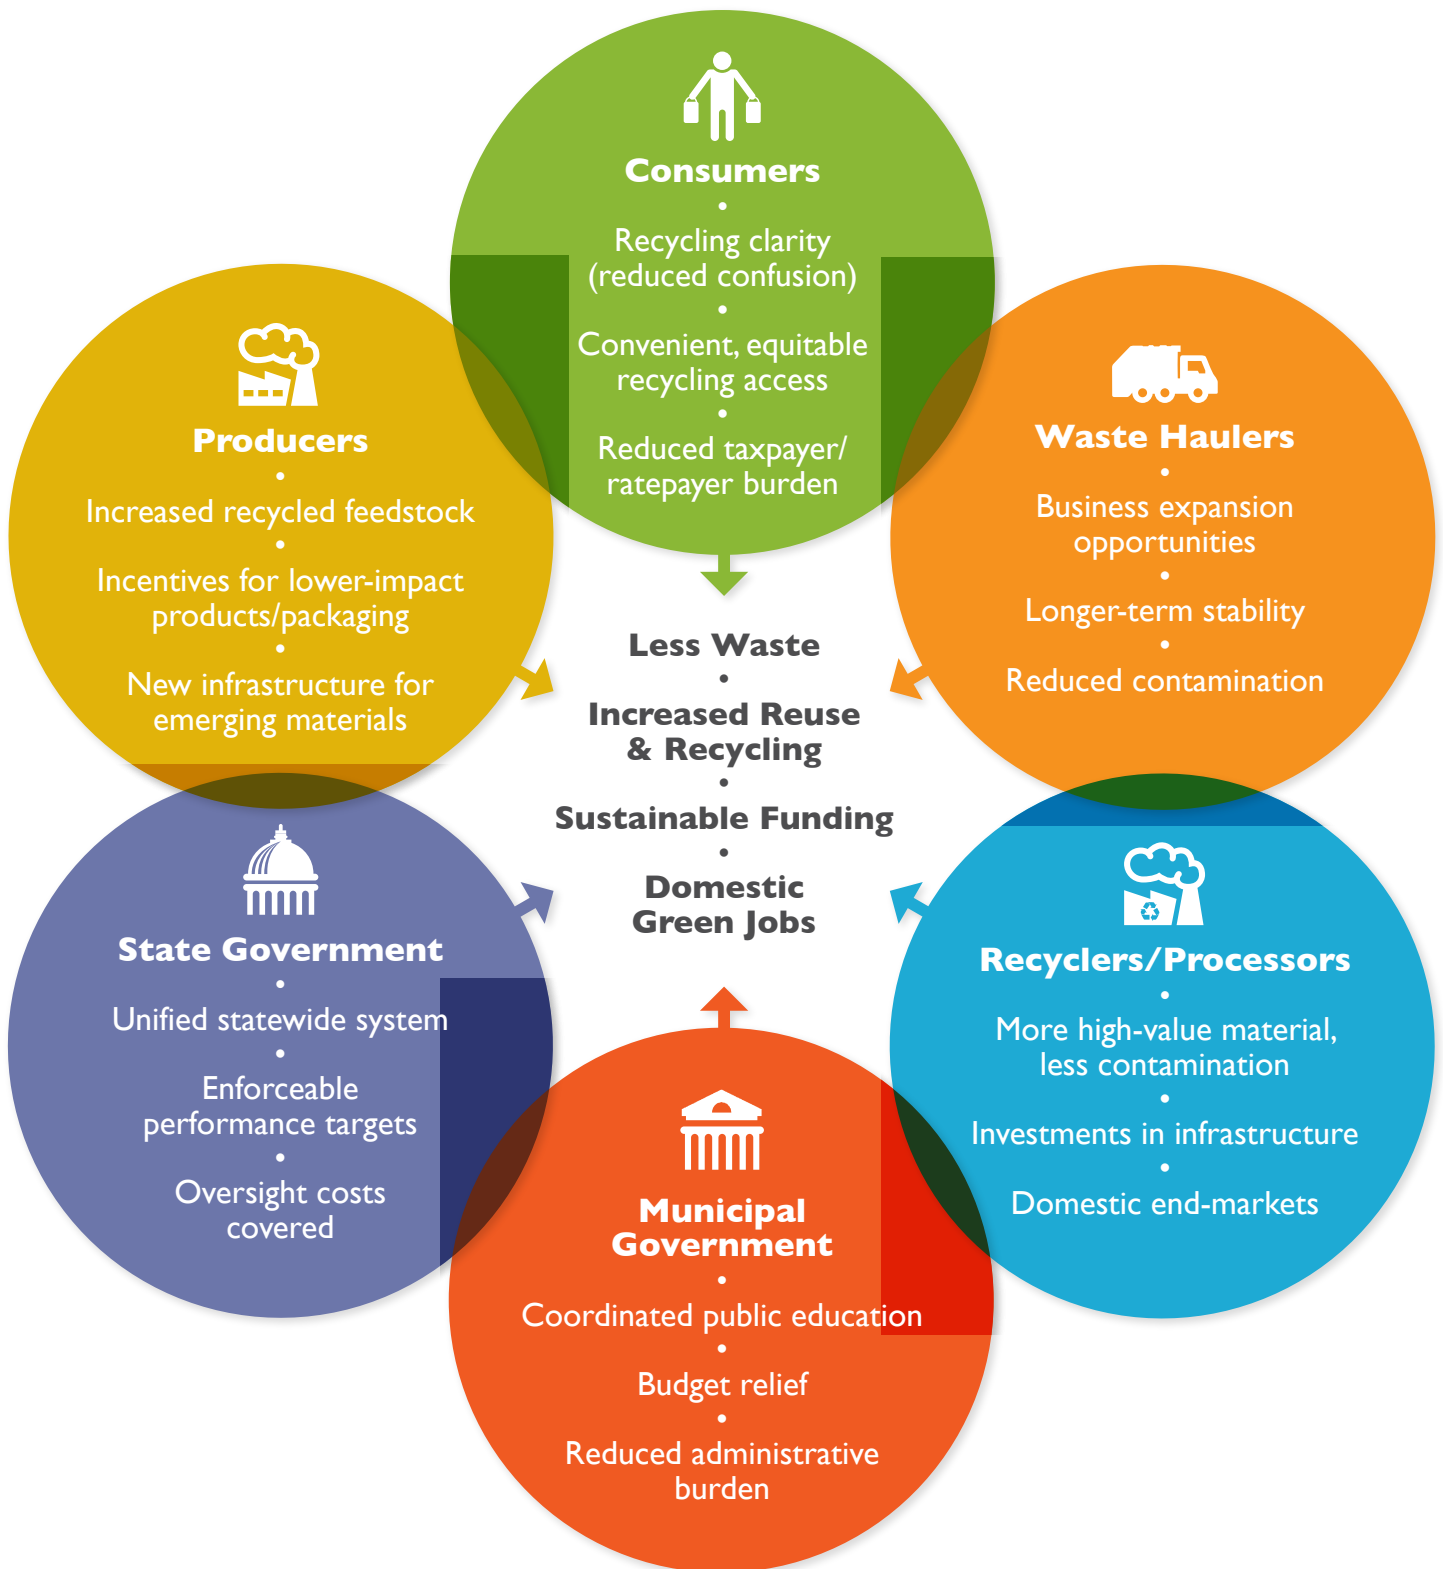 Consumers
•
Recycling clarity
(reduced confusion)
•
Convenient, equitable
recycling access
•
Reduced taxpayer/
ratepayer burden
Producers
•
Increased recycled feedstock
•
Incentives for lower-impact
products/packaging
•
New infrastructure for
emerging materials
Waste Haulers
•
Business expansion
opportunities
•
Longer-term stability
•
Reduced contamination
Less Waste
•
Increased Reuse
& Recycling
•
Sustainable Funding
•
Domestic
Green Jobs
State Government
•
Unified statewide system
•
Enforceable
performance targets
•
Oversight costs
covered
Recyclers/Processors
•
More high-value material,
less contamination
•
Investments in infrastructure
•
Domestic end-markets
Municipal
Government
•
Coordinated public education
•
Budget relief
•
Reduced administrative
burden